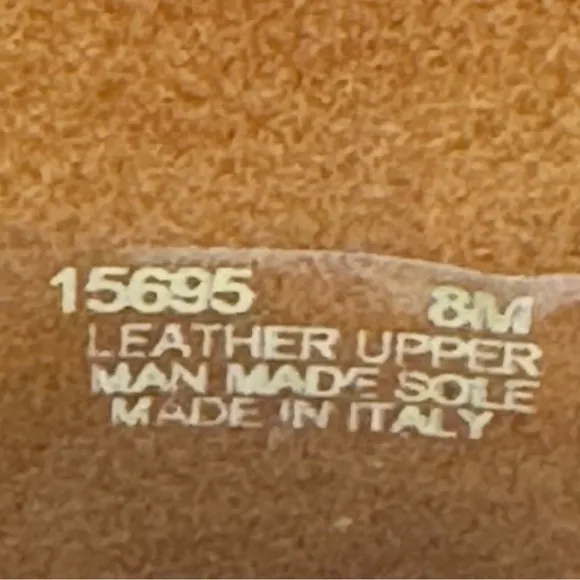 15695 8M
LEATHER UPPER
MAN MADE SOLE
MADE IN ITALY